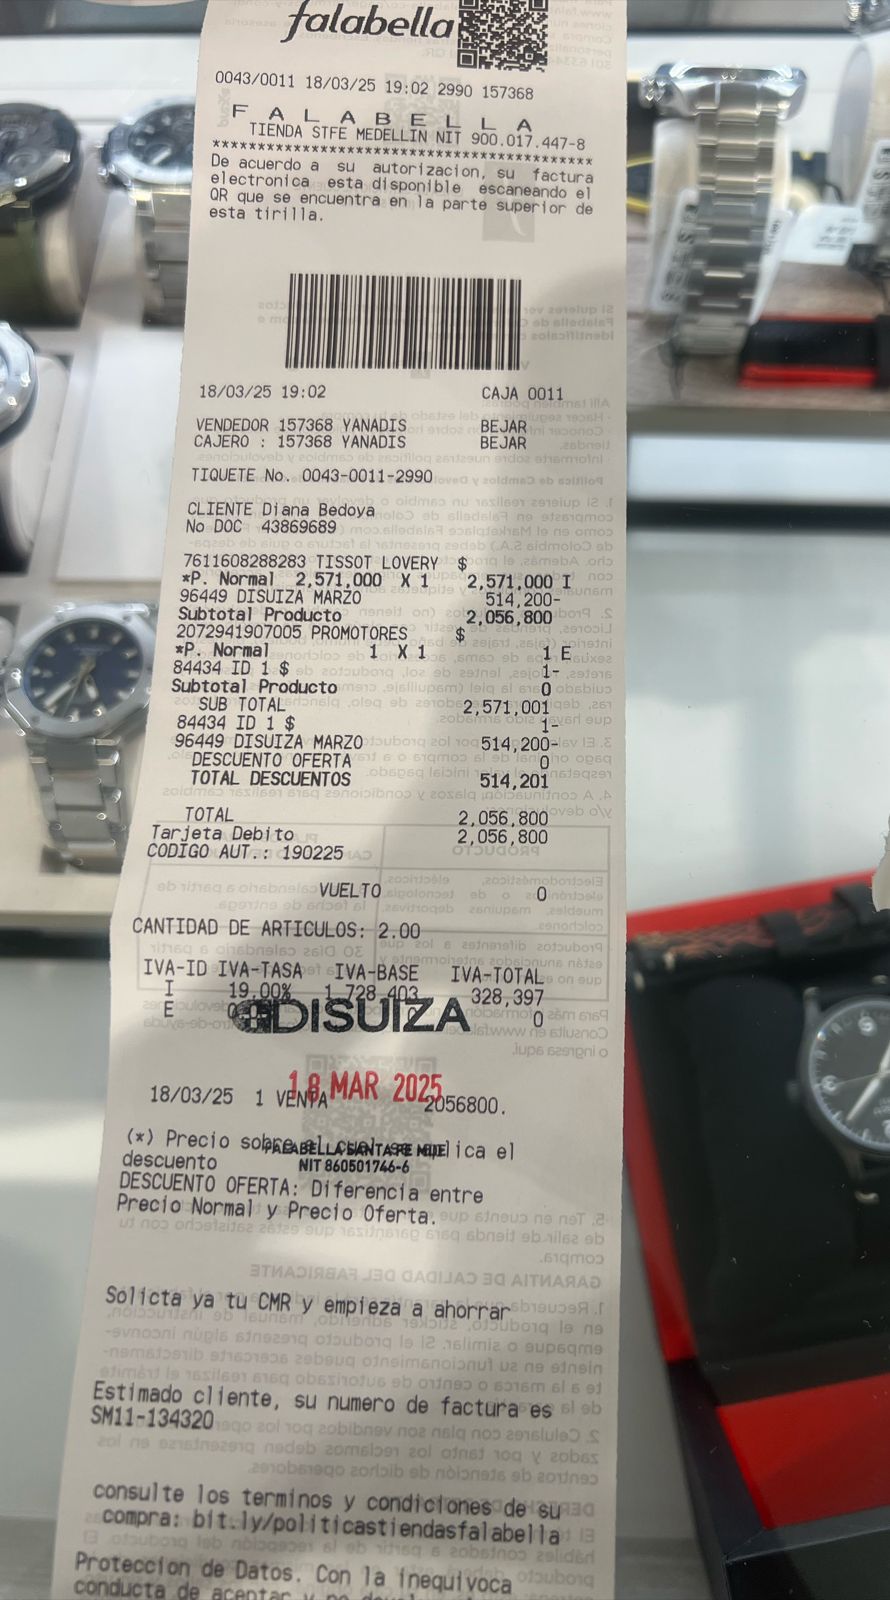 falabella
0043/0011 18/03/25 19:02 2990 157368
F A L A B E L L A
TIENDA STFE MEDELLIN NIT 900.017.447-8
******************************************
De acuerdo a su autorizacion, su factura
electronica esta disponible escaneando el
QR que se encuentra en la parte superior de
esta tirilla.
18/03/25 19:02 CAJA 0011
VENDEDOR 157368 YANADIS BEJAR
CAJERO : 157368 YANADIS BEJAR
TIQUETE No. 0043-0011-2990
CLIENTE Diana Bedoya
No DOC 43869689
7611608288283 TISSOT LOVERY $
*P. Normal 2,571,000 X 1 2,571,000 I
96449 DISUIZA MARZO 514,200-
Subtotal Producto 2,056,800
2072941907005 PROMOTORES $
*P. Normal 1 X 1 1 E
84434 ID 1 $ 1-
Subtotal Producto 0
SUB TOTAL 2,571,001
84434 ID 1 $ 1-
96449 DISUIZA MARZO 514,200-
DESCUENTO OFERTA 0
TOTAL DESCUENTOS 514,201
TOTAL 2,056,800
Tarjeta Debito 2,056,800
CODIGO AUT.: 190225
VUELTO 0
CANTIDAD DE ARTICULOS: 2.00
IVA-ID IVA-TASA IVA-BASE IVA-TOTAL
I 19.00% 1,728,403 328,397
E 0
DISUIZA
18 MAR 2025
18/03/25 1 VENTA 2056800.
(*) Precio sobre el cual se aplica el
FALABELLA SANTA FE MDE
descuento
NIT 860501746-6
DESCUENTO OFERTA: Diferencia entre
Precio Normal y Precio Oferta.
Solicta ya tu CMR y empieza a ahorrar
Estimado cliente, su numero de factura es
SM11-134320
consulte los terminos y condiciones de su
compra: bit.ly/politicastiendasfalabella
Proteccion de Datos. Con la inequivoca
conducta de aceptar y no